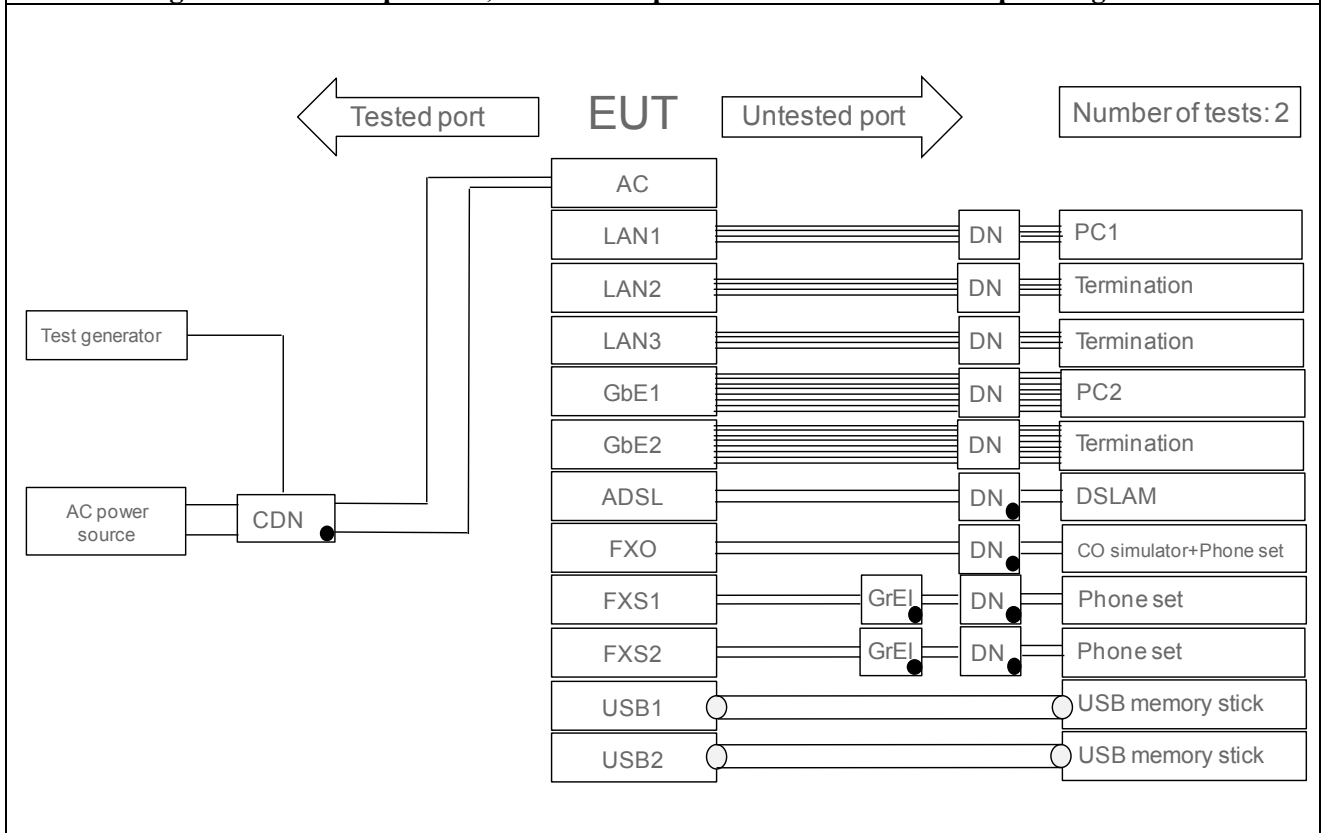 Tested port
EUT
Untested port
Number of tests: 2
AC
LAN1
DN
PC1
LAN2
DN
Termination
LAN3
DN
Termination
Test generator
GbE1
DN
PC2
GbE2
DN
Termination
ADSL
DN
DSLAM
AC power
source
CDN
FXO
DN
CO simulator+Phone set
FXS1
GrEl
DN
Phone set
FXS2
GrEl
DN
Phone set
USB1
USB memory stick
USB2
USB memory stick